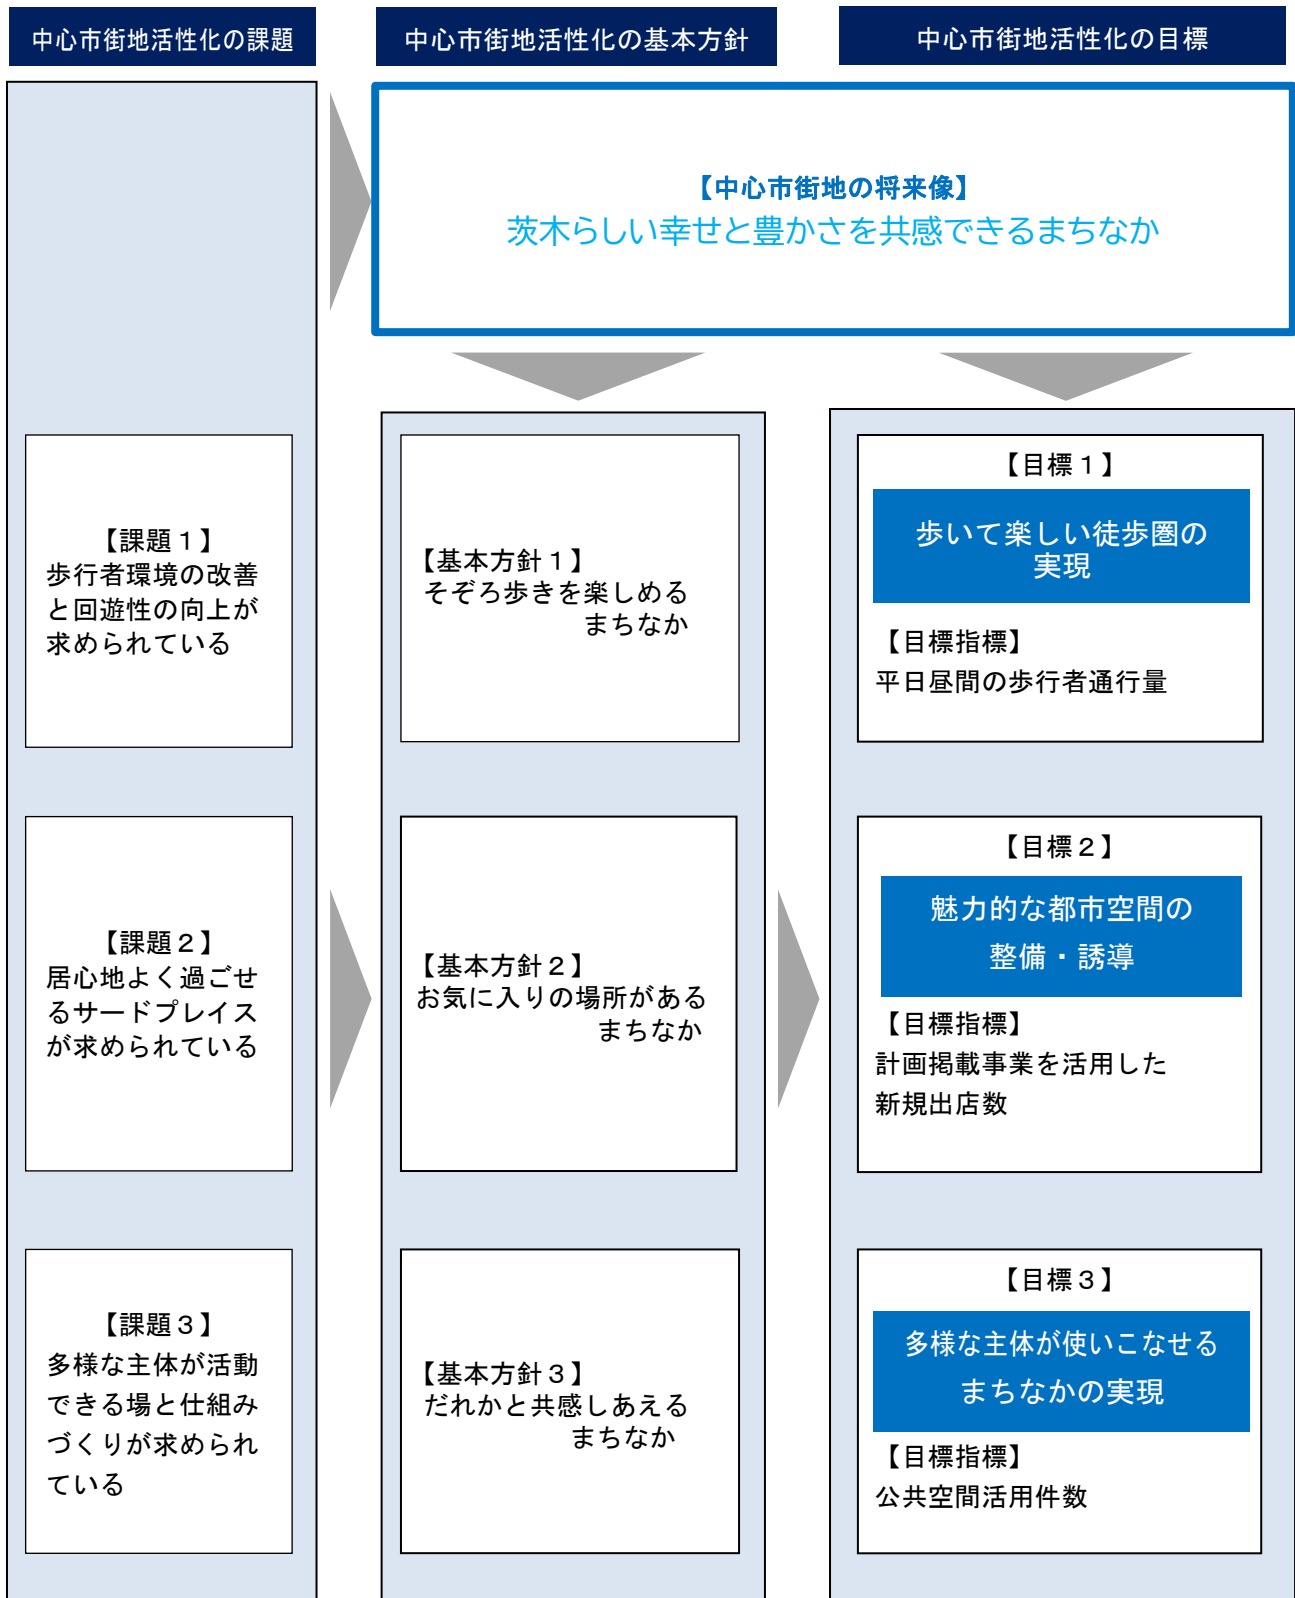 中心市街地活性化の課題
中心市街地活性化の基本方針
中心市街地活性化の目標
【中心市街地の将来像】
茨木らしい幸せと豊かさを共感できるまちなか
【課題１】
歩行者環境の改善
と回遊性の向上が
求められている
【基本方針１】
そぞろ歩きを楽しめる
まちなか
【目標１】
歩いて楽しい徒歩圏の
実現
【目標指標】
平日昼間の歩行者通行量
【課題２】
居心地よく過ごせ
るサードプレイス
が求められている
【基本方針２】
お気に入りの場所がある
まちなか
【目標２】
魅力的な都市空間の
整備・誘導
【目標指標】
計画掲載事業を活用した
新規出店数
【課題３】
多様な主体が活動
できる場と仕組み
づくりが求められ
ている
【基本方針３】
だれかと共感しあえる
まちなか
【目標３】
多様な主体が使いこなせる
まちなかの実現
【目標指標】
公共空間活用件数